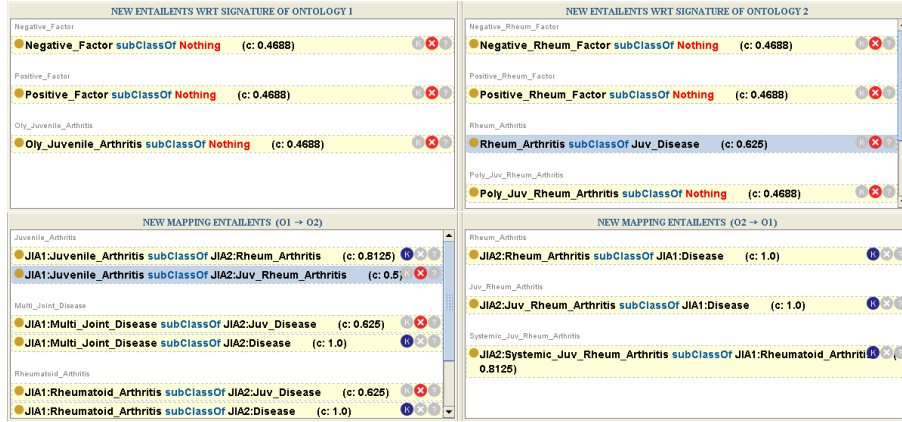 NEW ENTAILENTS WRT SIGNATURE OF ONTOLOGY 1
Negative_Factor
Negative_Factor subClassOf Nothing (c: 0.4688) K ?
Positive_Factor
Positive_Factor subClassOf Nothing (c: 0.4688) K ?
Oly_Juvenile_Arthitis
Oly_Juvenile_Arthitis subClassOf Nothing (c: 0.4688) K ?
NEW ENTAILENTS WRT SIGNATURE OF ONTOLOGY 2
Negative_Rheum_Factor
Negative_Rheum_Factor subClassOf Nothing (c: 0.4688) K ?
Positive_Rheum_Factor
Positive_Rheum_Factor subClassOf Nothing (c: 0.4688) K ?
Rheum_Arthritis
Rheum_Arthritis subClassOf Juv_Disease (c: 0.625) K ?
Poly_Juv_Rheum_Arthritis
Poly_Juv_Rheum_Arthritis subClassOf Nothing (c: 0.4688) K ?
NEW MAPPING ENTAILENTS (O1 → O2)
Juvenile_Arthitis
JIA1:Juvenile_Arthitis subClassOf JIA2:Rheum_Arthritis (c: 0.8125) K ?
JIA1:Juvenile_Arthitis subClassOf JIA2:Juv_Rheum_Arthritis (c: 0.5) K ?
Multi_Joint_Disease
JIA1:Multi_Joint_Disease subClassOf JIA2:Juv_Disease (c: 0.625) K ?
JIA1:Multi_Joint_Disease subClassOf JIA2:Disease (c: 1.0) K ?
Rheumatoid_Arthritis
JIA1:Rheumatoid_Arthritis subClassOf JIA2:Juv_Disease (c: 0.625) K ?
JIA1:Rheumatoid_Arthritis subClassOf JIA2:Disease (c: 1.0) K ?
NEW MAPPING ENTAILENTS (O2 → O1)
Rheum_Arthritis
JIA2:Rheum_Arthritis subClassOf JIA1:Disease (c: 1.0) K
Juv_Rheum_Arthritis
JIA2:Juv_Rheum_Arthritis subClassOf JIA1:Disease (c: 1.0) K
Systemic_Juv_Rheum_Arthritis
JIA2:Systemic_Juv_Rheum_Arthritis subClassOf JIA1:Rheumatoid_Arthriti K
0.8125)